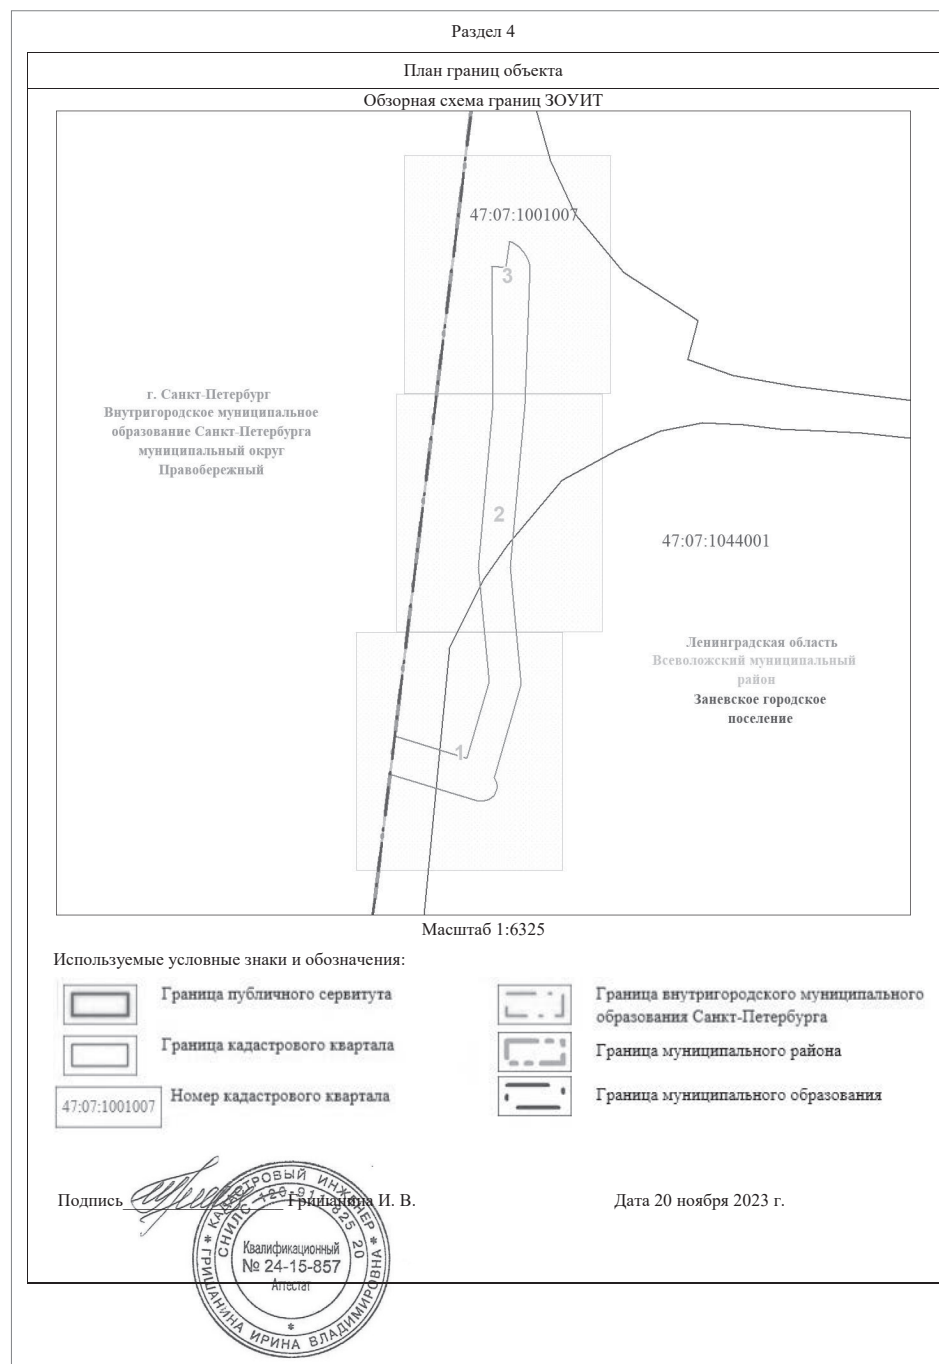 Раздел 4
План границ объекта
Обзорная схема границ ЗОУИТ
47:07:1001007
3
г. Санкт-Петербург
Внутригородское муниципальное
образование Санкт-Петербурга
муниципальный округ
Правобережный
2
47:07:1044001
Ленинградская область
Всеволожский муниципальный
район
Заневское городское
поселение
1
Масштаб 1:6325
Используемые условные знаки и обозначения:
Граница публичного сервитута
Граница кадастрового квартала
47:07:1001007 Номер кадастрового квартала
Граница внутригородского муниципального
образования Санкт-Петербурга
Граница муниципального района
Граница муниципального образования
Подпись Гришанина И. В.
Дата 20 ноября 2023 г.
КАДАСТРОВЫЙ ИНЖЕНЕР
ГРИШАНИНА ИРИНА ВЛАДИМИРОВНА
СНИЛС
Квалификационный
№ 24-15-857
Аттестат